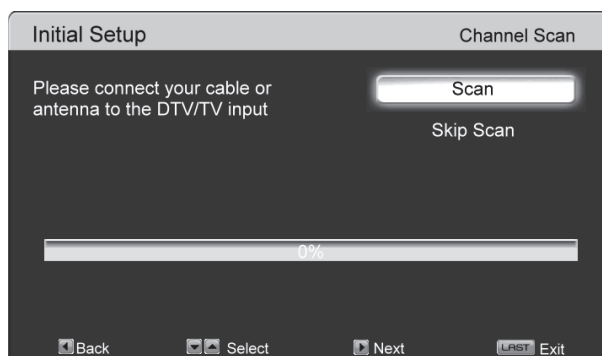 Initial Setup
Channel Scan
Please connect your cable or
antenna to the DTV/TV input
Scan
Skip Scan
0%
Back Select Next LAST Exit